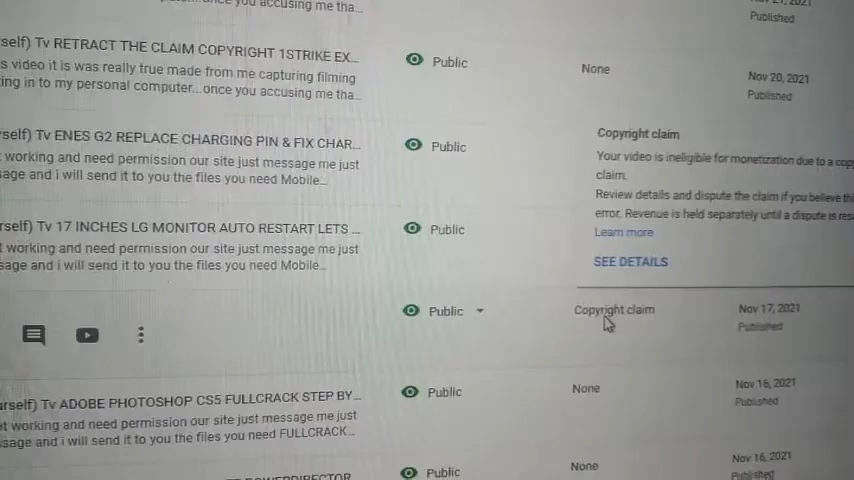 once you accusing me tha...
21, 2021
Published
rself) Tv RETRACT THE CLAIM COPYRIGHT 1STRIKE EX...
s video it is was really true made from me capturing filming
ing in to my personal computer...once you accusing me tha...
Public
None
Nov 20, 2021
Published
rself) Tv ENES G2 REPLACE CHARGING PIN & FIX CHAR...
t working and need permission our site just message me just
sage and i will send it to you the files you need Mobile...
Public
Copyright claim
Your video is ineligible for monetization due to a cop
claim.
Review details and dispute the claim if you believe thi
error. Revenue is held separately until a dispute is res
Learn more
SEE DETAILS
rself) Tv 17 INCHES LG MONITOR AUTO RESTART LETS ...
t working and need permission our site just message me just
sage and i will send it to you the files you need Mobile...
Public
Public
Copyright claim
Nov 17, 2021
Published
urself) Tv ADOBE PHOTOSHOP CS5 FULLCRACK STEP BY...
t working and need permission our site just message me just
sage and i will send it to you the files you need FULLCRACK...
Public
None
Nov 16, 2021
Published
POWERDIRECTOR
Public
None
Nov 16, 2021
Published